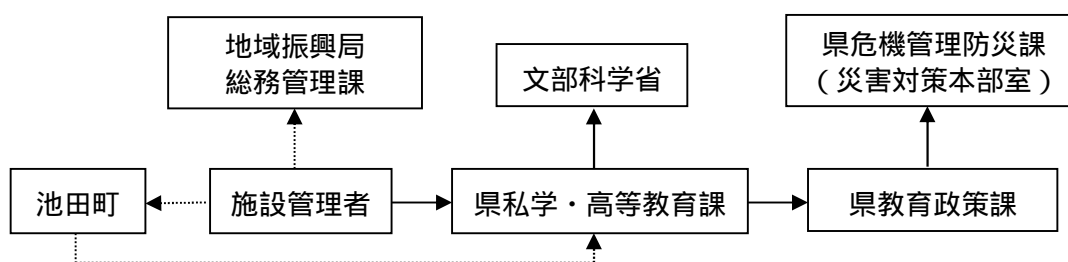 地域振興局
総務管理課
文部科学省
県危機管理防災課
(災害対策本部室)
池田町
施設管理者
県私学・高等教育課
県教育政策課